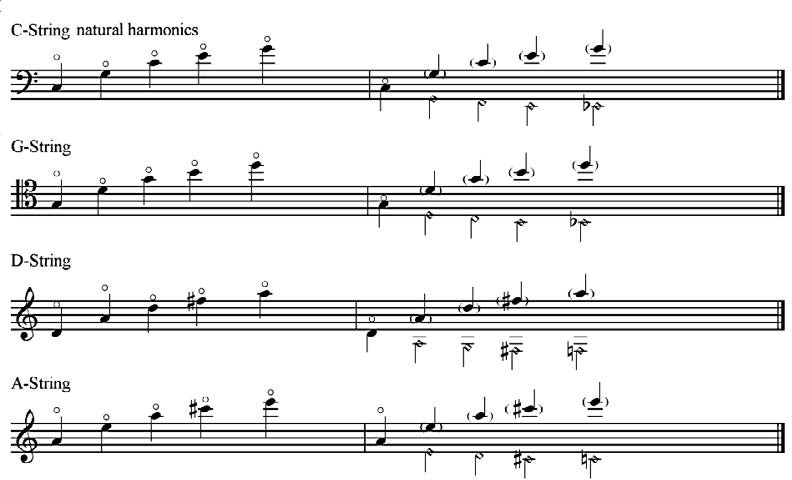 C-String natural harmonics
G-String
D-String
A-String